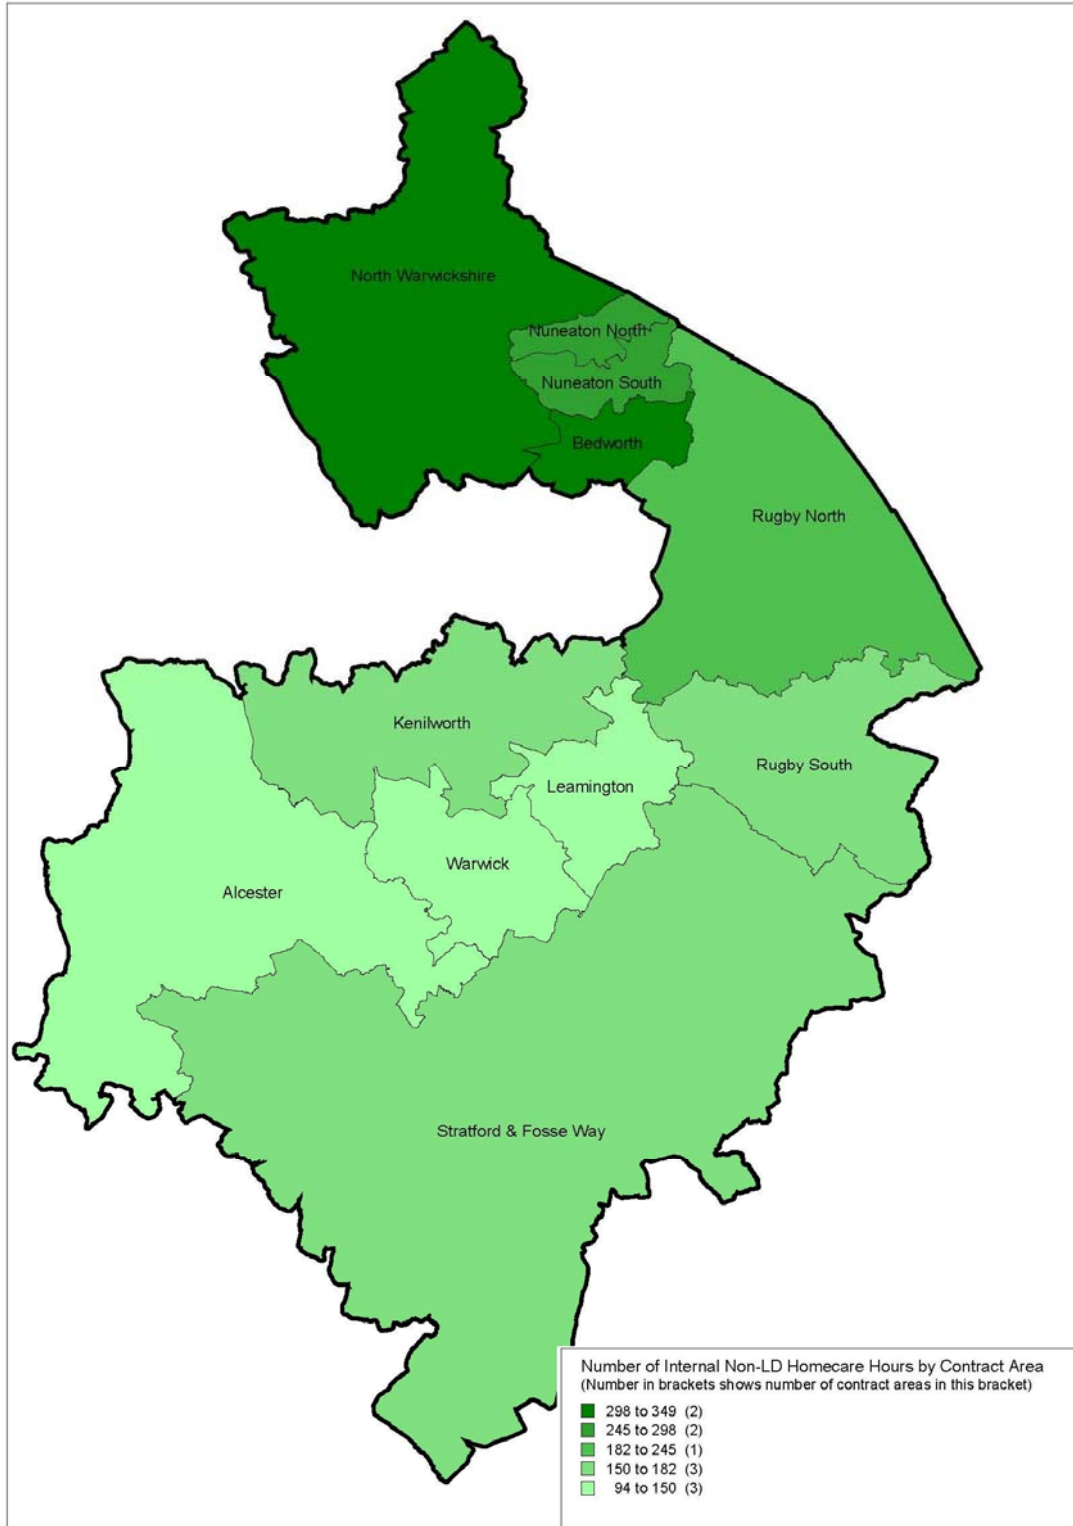 North Warwickshire
Nuneaton North
Nuneaton South
Bedworth
Rugby North
Kenilworth
Rugby South
Leamington
Warwick
Alcester
Stratford & Fosse Way
Number of Internal Non-LD Homecare Hours by Contract Area
(Number in brackets shows number of contract areas in this bracket)
298 to 349 (2)
245 to 298 (2)
182 to 245 (1)
150 to 182 (3)
94 to 150 (3)